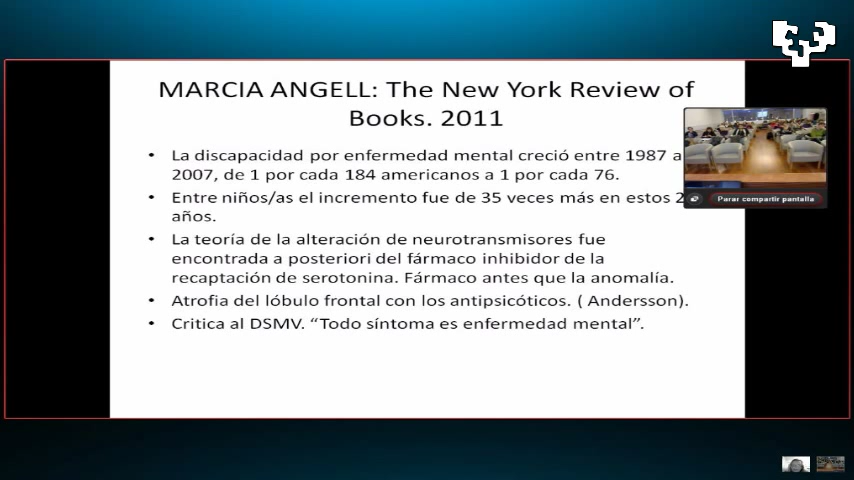 MARCIA ANGELL: The New York Review of
Books. 2011
• La discapacidad por enfermedad mental creció entre 1987 a
2007, de 1 por cada 184 americanos a 1 por cada 76.
• Entre niños/as el incremento fue de 35 veces más en estos 2
años.
• La teoría de la alteración de neurotransmisores fue
encontrada a posteriori del fármaco inhibidor de la
recaptación de serotonina. Fármaco antes que la anomalía.
• Atrofia del lóbulo frontal con los antipsicóticos. ( Andersson).
• Critica al DSMV. “Todo síntoma es enfermedad mental”.
Parar compartir pantalla